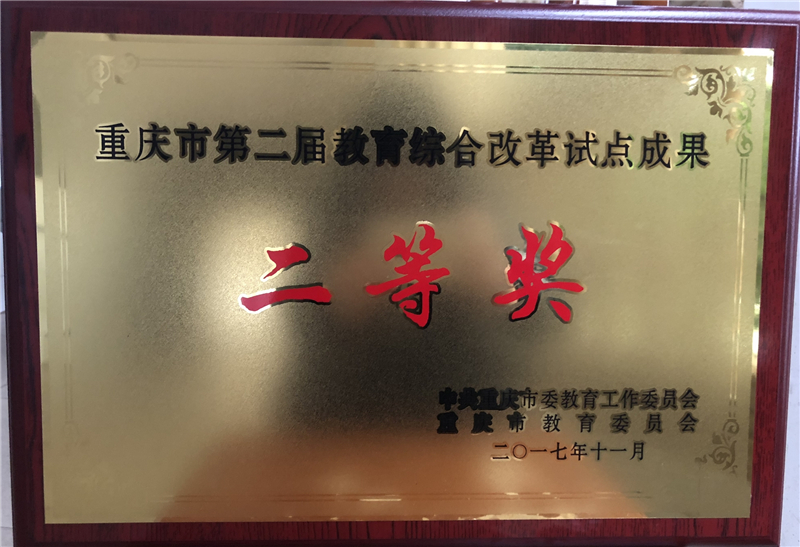 重庆市第二届教育综合改革试点成果
二等奖
中共重庆市委教育工作委员会
重庆市教育委员会
二〇一七年十一月